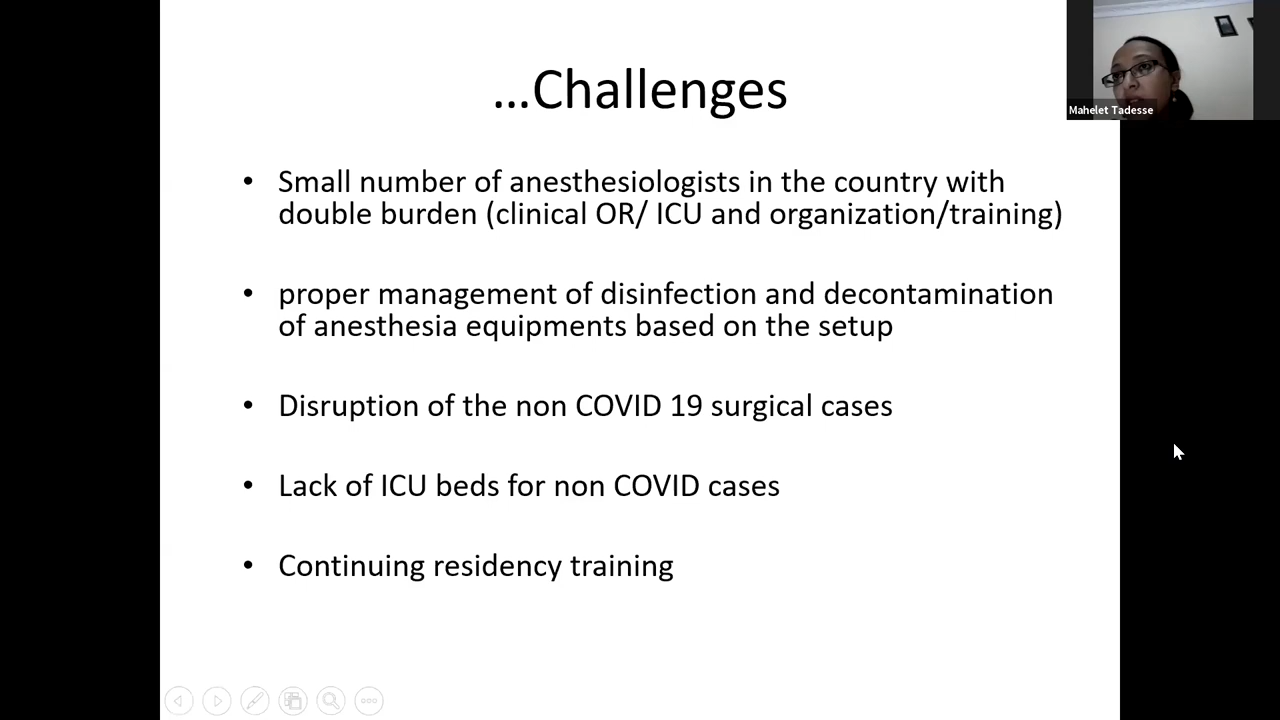 ...Challenges
Mahelet Tadesse
• Small number of anesthesiologists in the country with
double burden (clinical OR/ ICU and organization/training)
• proper management of disinfection and decontamination
of anesthesia equipments based on the setup
• Disruption of the non COVID 19 surgical cases
• Lack of ICU beds for non COVID cases
• Continuing residency training